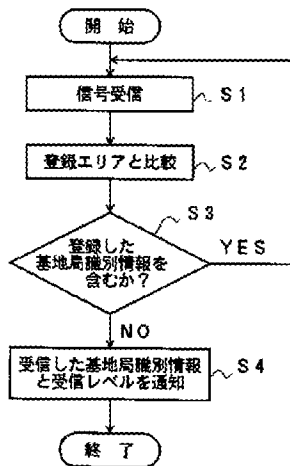 開始
信号受信
S1
登録エリアと比較
S2
S3
登録した
基地局識別情報を
含むか?
YES
NO
受信した基地局識別情報
と受信レベルを通知
S4
終了